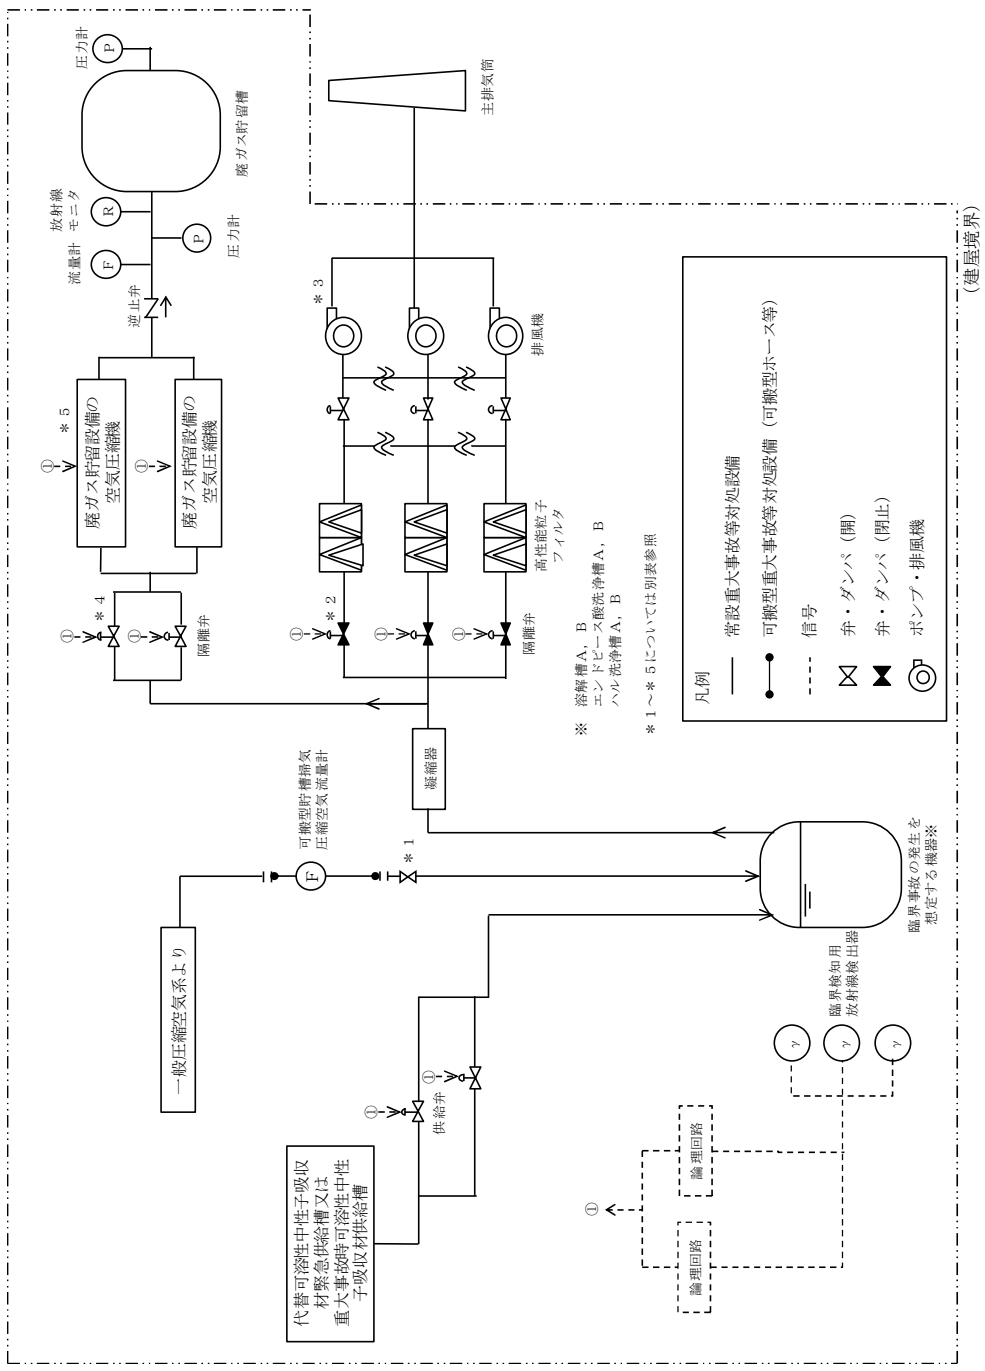 圧力計
P
廃ガス貯留槽
主排気筒
放射線
モニタ
R
P
圧力計
流量計
F
逆止弁
(建屋境界)
*3
排風機
*5
①
廃ガス貯留設備の
空気圧縮機
①
廃ガス貯留設備の
空気圧縮機
高性能粒子
フィルタ
*4
①
①
隔離弁
*2
①
①
①
隔離弁
※ 溶解槽A,B
エンドピース酸洗浄槽A,B
ハル洗浄槽A,B
*1~*5については別表参照
凡例
常設重大事故等対処設備
可搬型重大事故等対処設備(可搬型ホース等)
信号
弁・ダンパ(開)
弁・ダンパ(閉止)
ポンプ・排風機
凝縮器
可搬型貯槽掃気
圧縮空気流量計
F
*1
一般圧縮空気系より
臨界事故の発生を
想定する機器※
臨界検知用
放射線検出器
γ
γ
γ
①
①
供給弁
代替可溶性中性子吸収
材緊急供給槽又は
重大事故時可溶性中性
子吸収材供給槽
①
論理回路
論理回路